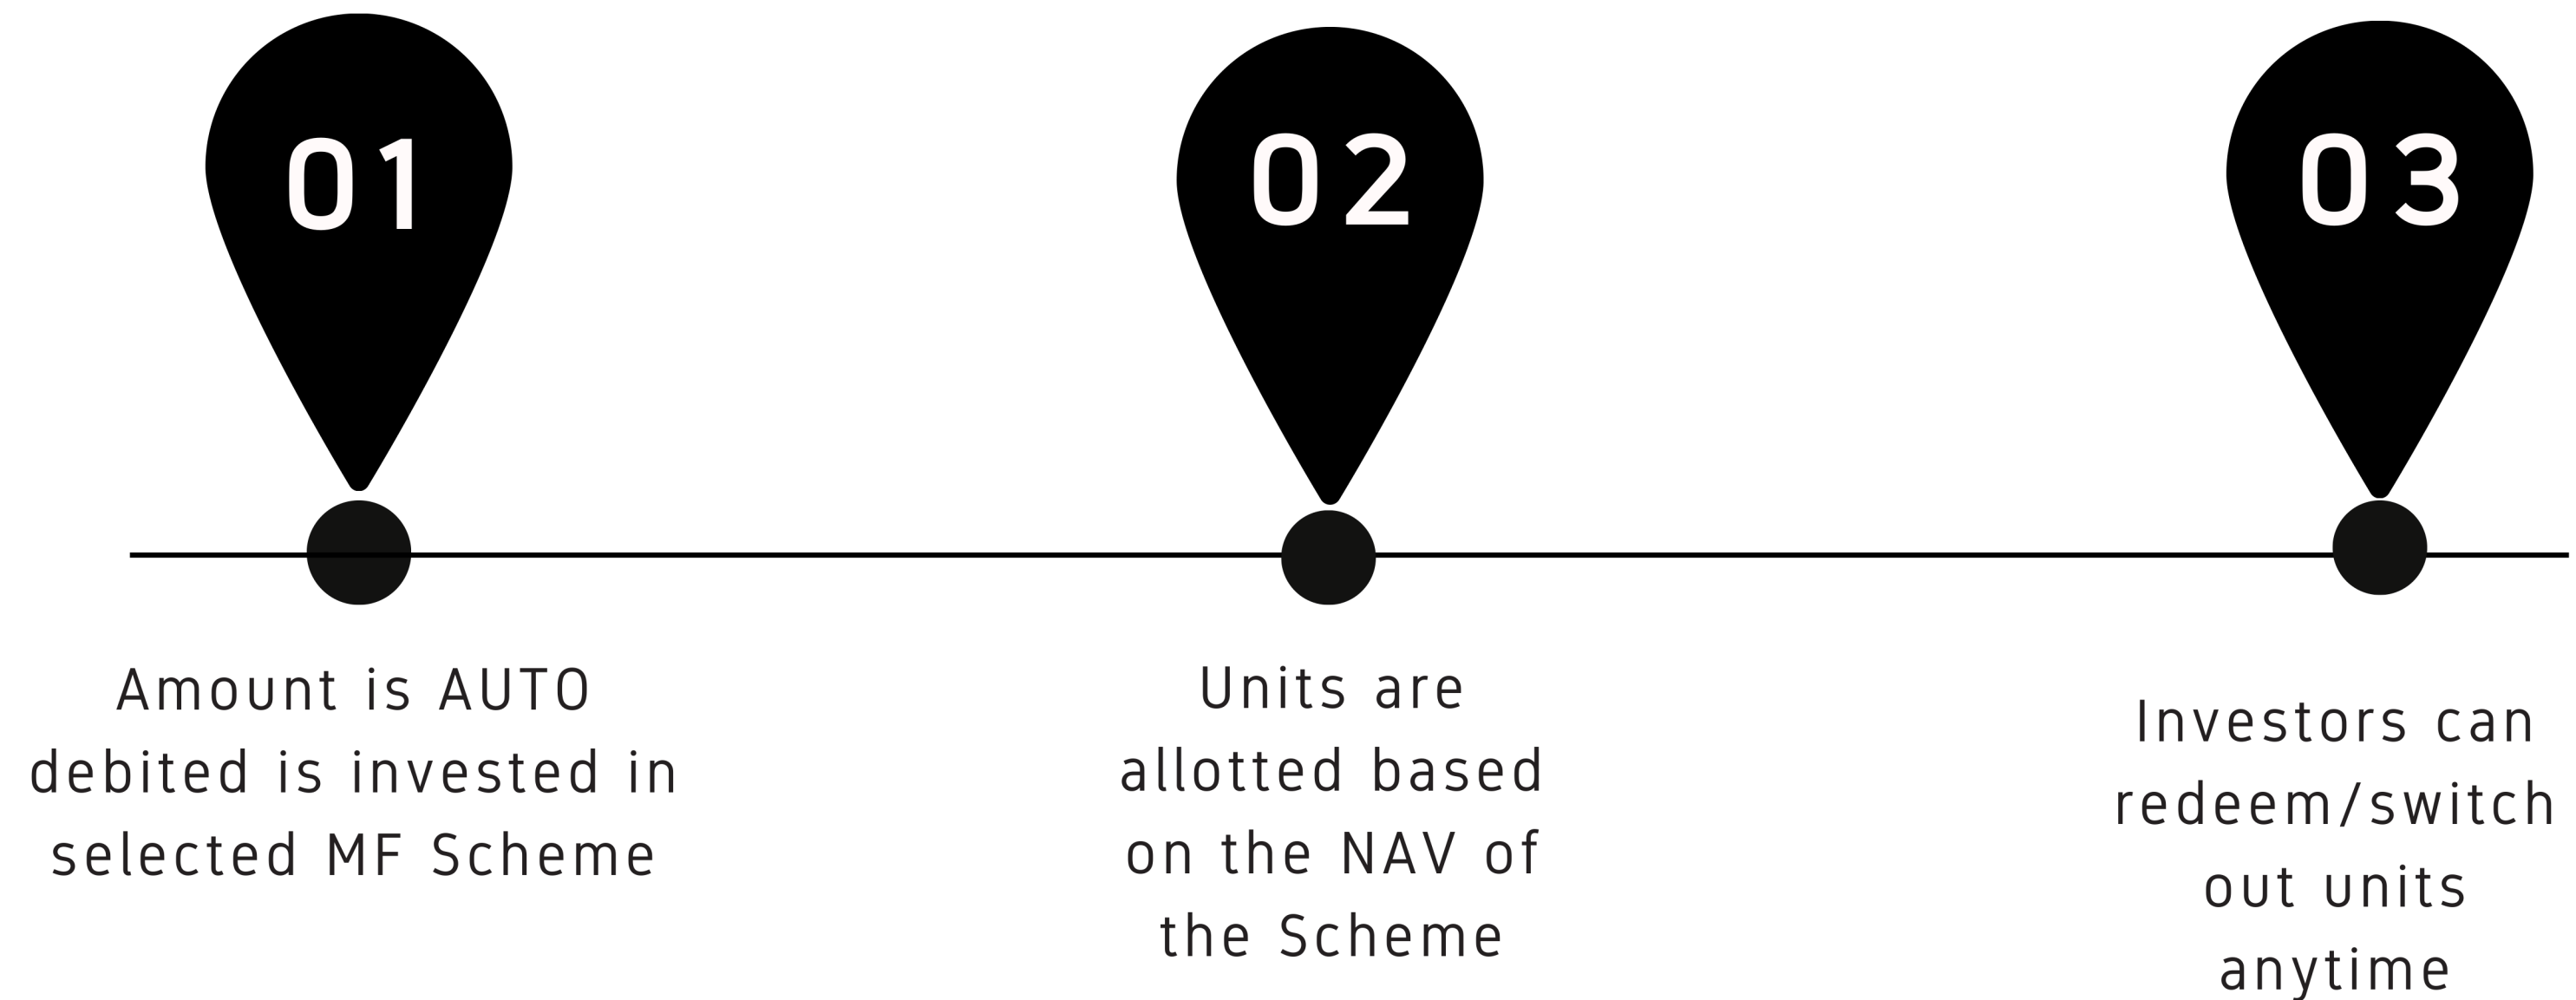 01
Amount is AUTO
debited is invested in
selected MF Scheme
02
Units are
allotted based
on the NAV of
the Scheme
03
Investors can
redeem/switch
out units
anytime